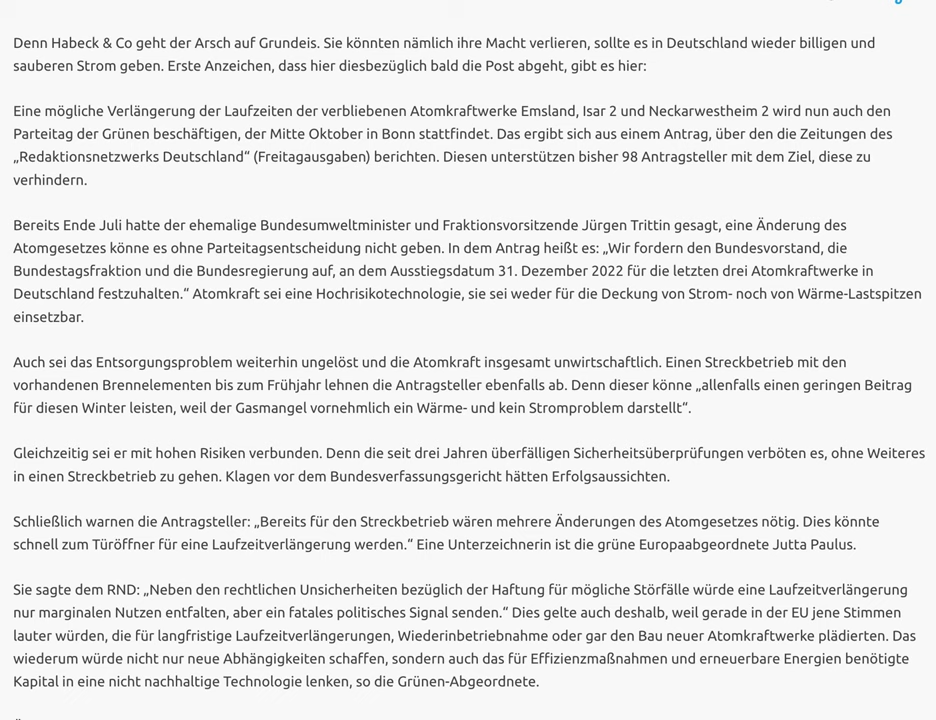 Denn Habeck & Co geht der Arsch auf Grundeis. Sie könnten nämlich ihre Macht verlieren, sollte es in Deutschland wieder billigen und
sauberen Strom geben. Erste Anzeichen, dass hier diesbezüglich bald die Post abgeht, gibt es hier:
Eine mögliche Verlängerung der Laufzeiten der verbliebenen Atomkraftwerke Emsland, Isar 2 und Neckarwestheim 2 wird nun auch den
Parteitag der Grünen beschäftigen, der Mitte Oktober in Bonn stattfindet. Das ergibt sich aus einem Antrag, über den die Zeitungen des
„Redaktionsnetzwerks Deutschland“ (Freitagausgaben) berichten. Diesen unterstützen bisher 98 Antragsteller mit dem Ziel, diese zu
verhindern.
Bereits Ende Juli hatte der ehemalige Bundesumweltminister und Fraktionsvorsitzende Jürgen Trittin gesagt, eine Änderung des
Atomgesetzes könne es ohne Parteitagsentscheidung nicht geben. In dem Antrag heißt es: „Wir fordern den Bundesvorstand, die
Bundestagsfraktion und die Bundesregierung auf, an dem Ausstiegsdatum 31. Dezember 2022 für die letzten drei Atomkraftwerke in
Deutschland festzuhalten.“ Atomkraft sei eine Hochrisikotechnologie, sie sei weder für die Deckung von Strom- noch von Wärme-Lastspitzen
einsetzbar.
Auch sei das Entsorgungsproblem weiterhin ungelöst und die Atomkraft insgesamt unwirtschaftlich. Einen Streckbetrieb mit den
vorhandenen Brennelementen bis zum Frühjahr lehnen die Antragsteller ebenfalls ab. Denn dieser könne „allenfalls einen geringen Beitrag
für diesen Winter leisten, weil der Gasmangel vornehmlich ein Wärme- und kein Stromproblem darstellt“.
Gleichzeitig sei er mit hohen Risiken verbunden. Denn die seit drei Jahren überfälligen Sicherheitsüberprüfungen verböten es, ohne Weiteres
in einen Streckbetrieb zu gehen. Klagen vor dem Bundesverfassungsgericht hätten Erfolgsaussichten.
Schließlich warnen die Antragsteller: „Bereits für den Streckbetrieb wären mehrere Änderungen des Atomgesetzes nötig. Dies könnte
schnell zum Türöffner für eine Laufzeitverlängerung werden.“ Eine Unterzeichnerin ist die grüne Europaabgeordnete Jutta Paulus.
Sie sagte dem RND: „Neben den rechtlichen Unsicherheiten bezüglich der Haftung für mögliche Störfälle würde eine Laufzeitverlängerung
nur marginalen Nutzen entfalten, aber ein fatales politisches Signal senden.“ Dies gelte auch deshalb, weil gerade in der EU jene Stimmen
lauter würden, die für langfristige Laufzeitverlängerungen, Wiederinbetriebnahme oder gar den Bau neuer Atomkraftwerke plädierten. Das
wiederum würde nicht nur neue Abhängigkeiten schaffen, sondern auch das für Effizienzmaßnahmen und erneuerbare Energien benötigte
Kapital in eine nicht nachhaltige Technologie lenken, so die Grünen-Abgeordnete.